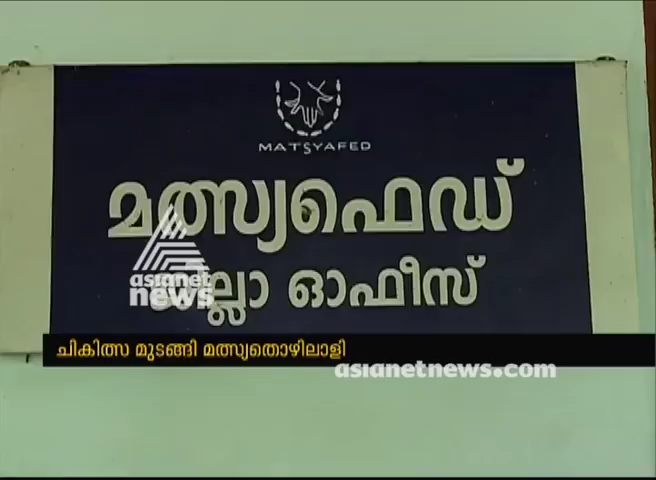 MATSYAFED
മത്സ്യഫെഡ്
ഓഫീസ്
asianet
news
ചികിത്സ മുടങ്ങി മത്സ്യതൊഴിലാളി
asianetnews.com